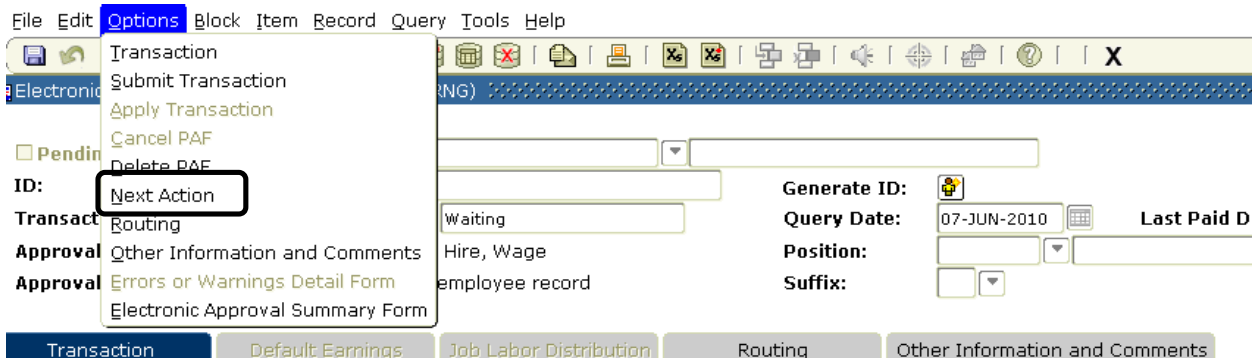 File Edit Options Block Item Record Query Tools Help
Transaction
Submit Transaction
Apply Transaction
Cancel PAF
Delete PAF
Next Action
Routing
Other Information and Comments
Errors or Warnings Detail Form
Electronic Approval Summary Form
X
Electronic RNG)
Pendin
ID: Generate ID:
Transact Waiting Query Date: 07-JUN-2010 Last Paid D
Approval Hire, Wage Position:
Approval employee record Suffix:
Transaction Default Earnings Job Labor Distribution Routing Other Information and Comments